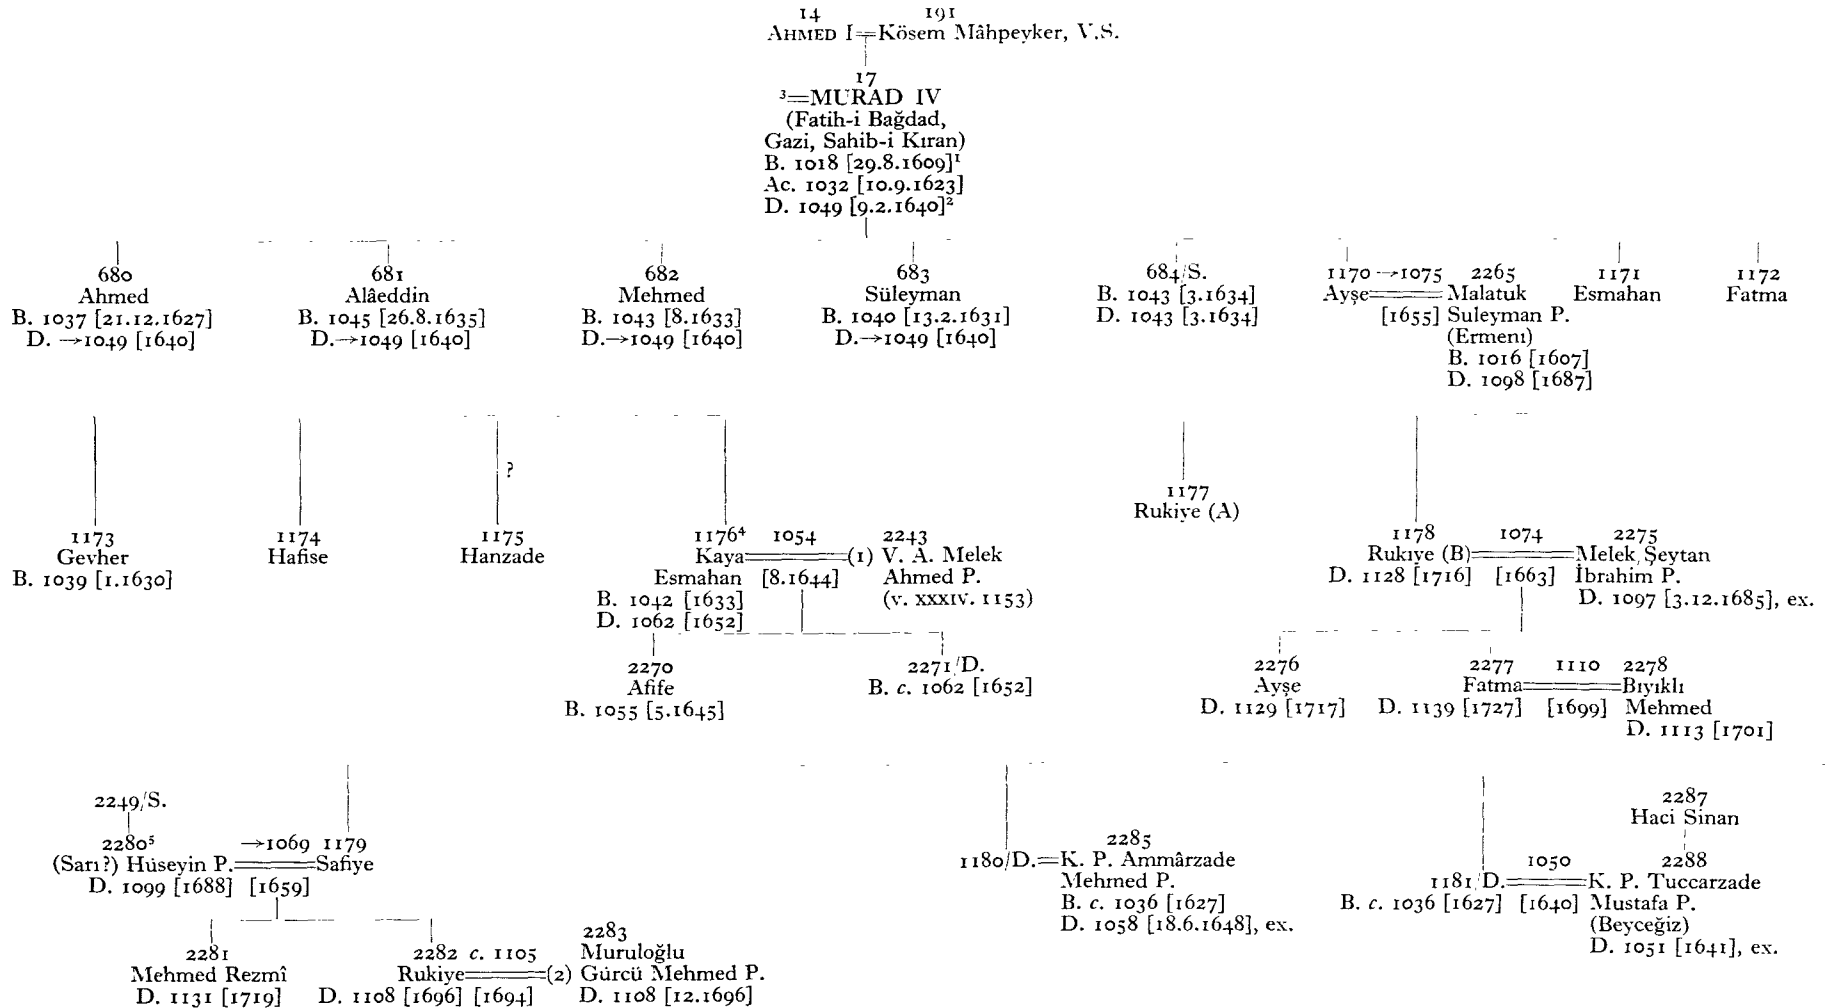 14 191
AHMED I=Kösem Mâhpeyker, V.S.
17
³=MURAD IV
(Fatih-i Bağdad,
Gazi, Sahib-i Kıran)
B. 1018 [29.8.1609]¹
Ac. 1032 [10.9.1623]
D. 1049 [9.2.1640]²
680 681 682 683 684/S. 1170 →1075 2265 1171 1172
Ahmed Alâeddin Mehmed Süleyman B. 1043 [3.1634] Ayşe=Malatuk Esmahan Fatma
B. 1037 [21.12.1627] B. 1045 [26.8.1635] B. 1043 [8.1633] B. 1040 [13.2.1631] D. 1043 [3.1634] [1655] Suleyman P.
D. →1049 [1640] D.→1049 [1640] D.→1049 [1640] D.→1049 [1640] (Ermenı)
B. 1016 [1607]
D. 1098 [1687]
?
1177
Rukiye (A)
1173 1174 1175 1176⁴ 1054 2243 1178 1074 2275
Gevher Hafise Hanzade Kaya=(1) V. A. Melek Rukıye (B)=Melek Şeytan
B. 1039 [1.1630] Esmahan [8.1644] Ahmed P. D. 1128 [1716] [1663] İbrahim P.
B. 1042 [1633] (v. XXXIV. 1153) D. 1097 [3.12.1685], ex.
D. 1062 [1652]
2270 2271/D. 2276 2277 1110 2278
Afife B. c. 1062 [1652] Ayşe Fatma=Bıyıklı
B. 1055 [5.1645] D. 1129 [1717] D. 1139 [1727] [1699] Mehmed
D. 1113 [1701]
2249/S. 2287
Haci Sinan
2280⁵ →1069 1179 2285 1050 2288
(Sarı?) Hüseyin P.=Safiye 1180/D.=K. P. Ammârzade 1181/D.=K. P. Tuccarzade
D. 1099 [1688] [1659] Mehmed P. B. c. 1036 [1627] [1640] Mustafa P.
B. c. 1036 [1627] (Beyceğiz)
D. 1058 [18.6.1648], ex. D. 1051 [1641], ex.
2281 2282 c. 1105 2283
Mehmed Rezmî Rukiye=(2) Muruloğlu
Gürcü Mehmed P.
D. 1131 [1719] D. 1108 [1696] [1694] D. 1108 [12.1696]